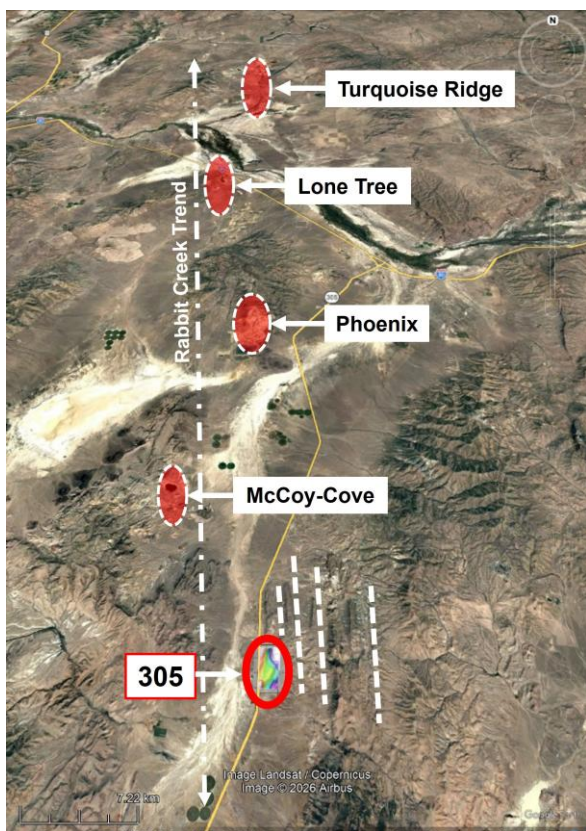 N
Turquoise Ridge
Lone Tree
Rabbit Creek Trend
305
Phoenix
McCoy-Cove
305
Image Landsat / Copernicus
Image © 2026 Airbus
7.22 km